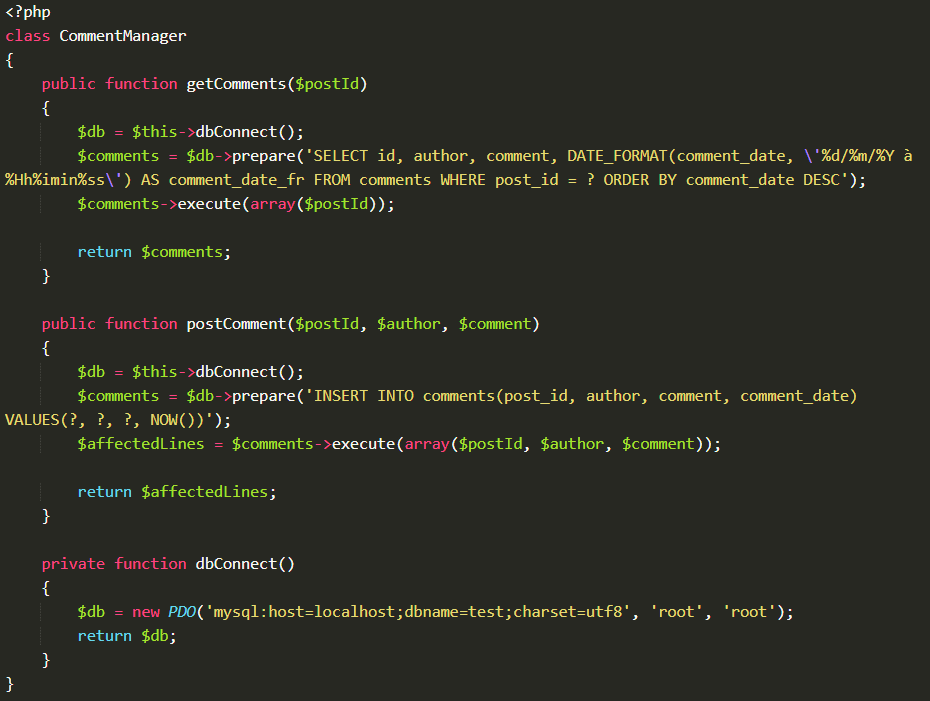 <?php
class CommentManager
{
    public function getComments($postId)
    {
        $db = $this->dbConnect();
        $comments = $db->prepare('SELECT id, author, comment, DATE_FORMAT(comment_date, \'%d/%m/%Y à
%Hh%imin%ss\') AS comment_date_fr FROM comments WHERE post_id = ? ORDER BY comment_date DESC');
        $comments->execute(array($postId));

        return $comments;
    }

    public function postComment($postId, $author, $comment)
    {
        $db = $this->dbConnect();
        $comments = $db->prepare('INSERT INTO comments(post_id, author, comment, comment_date)
VALUES(?, ?, ?, NOW())');
        $affectedLines = $comments->execute(array($postId, $author, $comment));

        return $affectedLines;
    }

    private function dbConnect()
    {
        $db = new PDO('mysql:host=localhost;dbname=test;charset=utf8', 'root', 'root');
        return $db;
    }
}